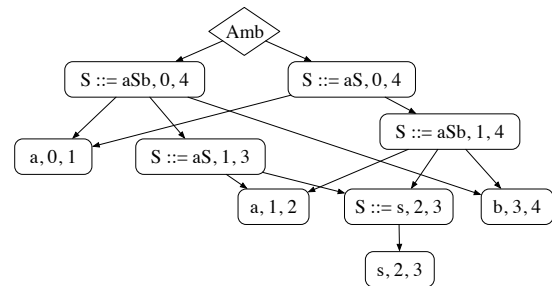 Amb
S ::= aSb, 0, 4
S ::= aS, 0, 4
S ::= aSb, 1, 4
a, 0, 1
S ::= aS, 1, 3
a, 1, 2
S ::= s, 2, 3
b, 3, 4
s, 2, 3